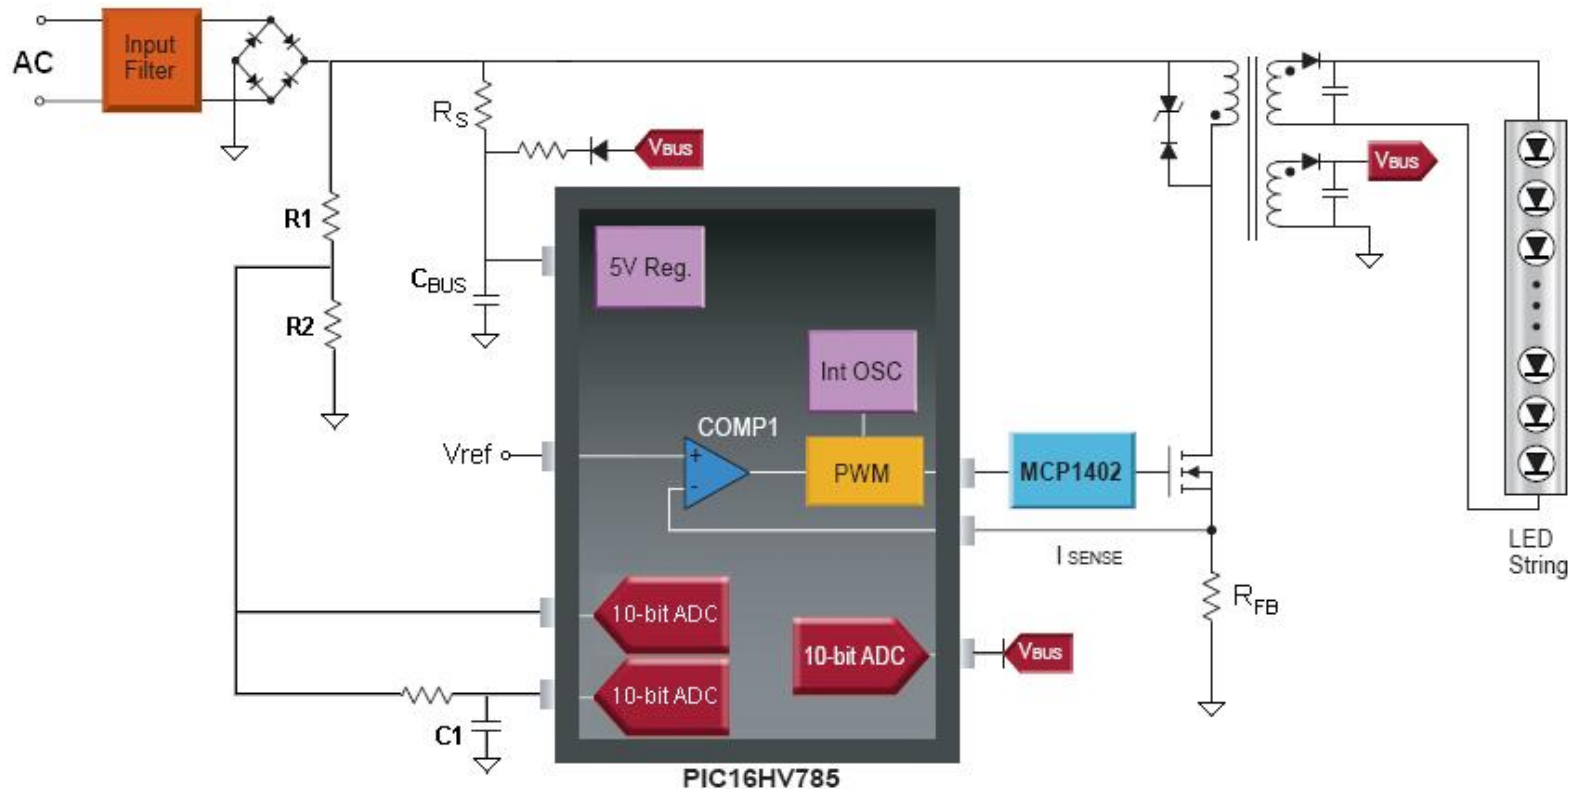 AC
Input
Filter
RS
VBUS
VBUS
R1
5V Reg.
CBUS
R2
Int OSC
COMP1
Vref
+
-
PWM
MCP1402
I SENSE
LED
String
RFB
10-bit ADC
10-bit ADC
VBUS
10-bit ADC
C1
PIC16HV785